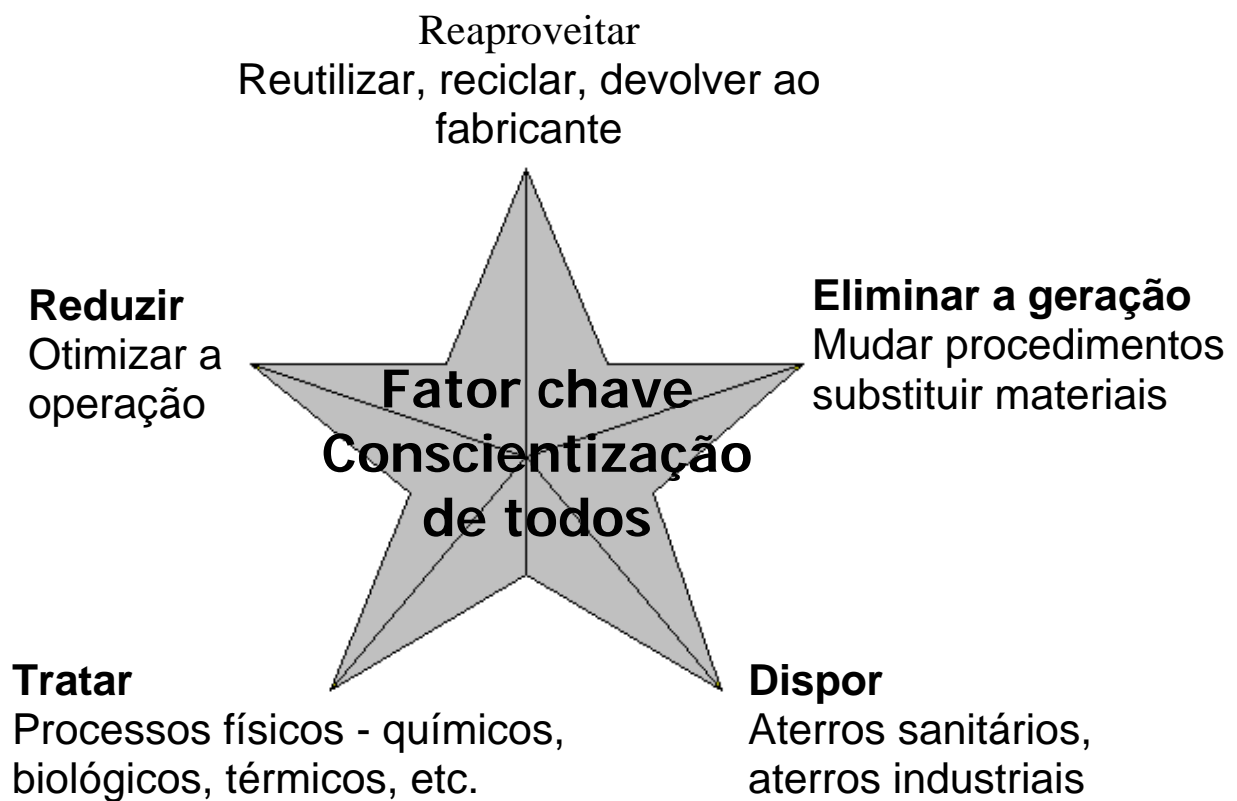 Reaproveitar
Reutilizar, reciclar, devolver ao
fabricante
Reduzir
Otimizar a
operação
Eliminar a geração
Mudar procedimentos
substituir materiais
Fator chave
Conscientização
de todos
Tratar
Processos físicos - químicos,
biológicos, térmicos, etc.
Dispor
Aterros sanitários,
aterros industriais